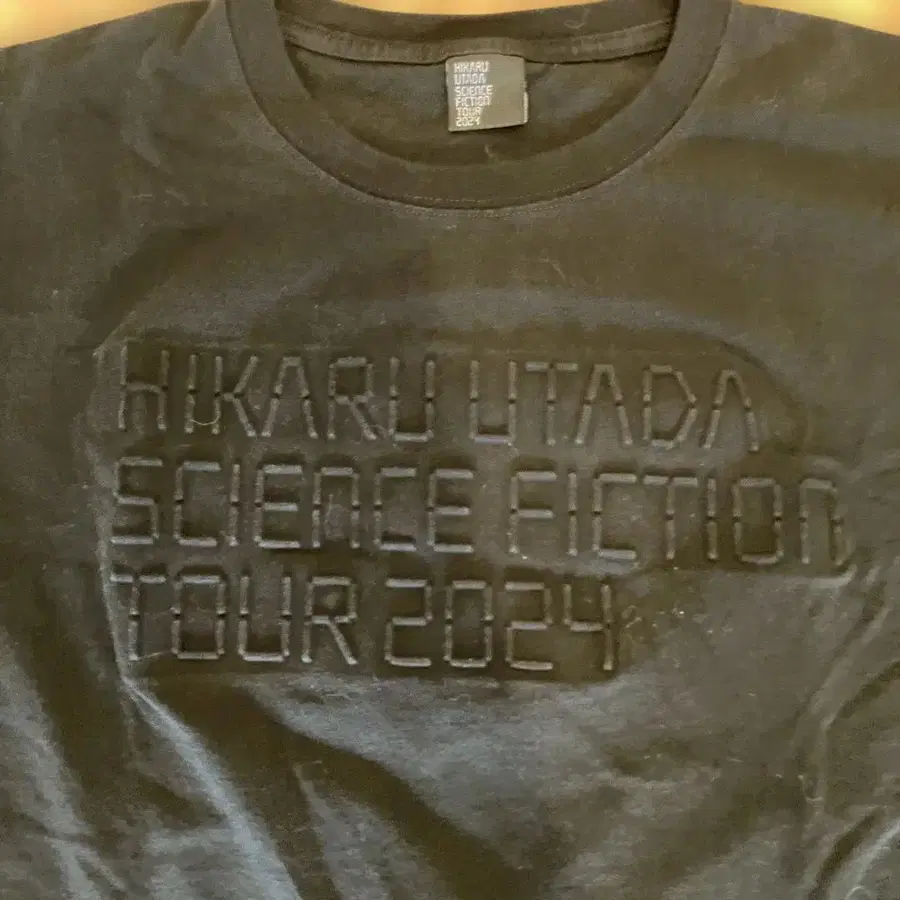 HIKARU
UTADA
SCIENCE
FICTION
TOUR
2024
HIKARU UTADA
SCIENCE FICTION
TOUR 2024